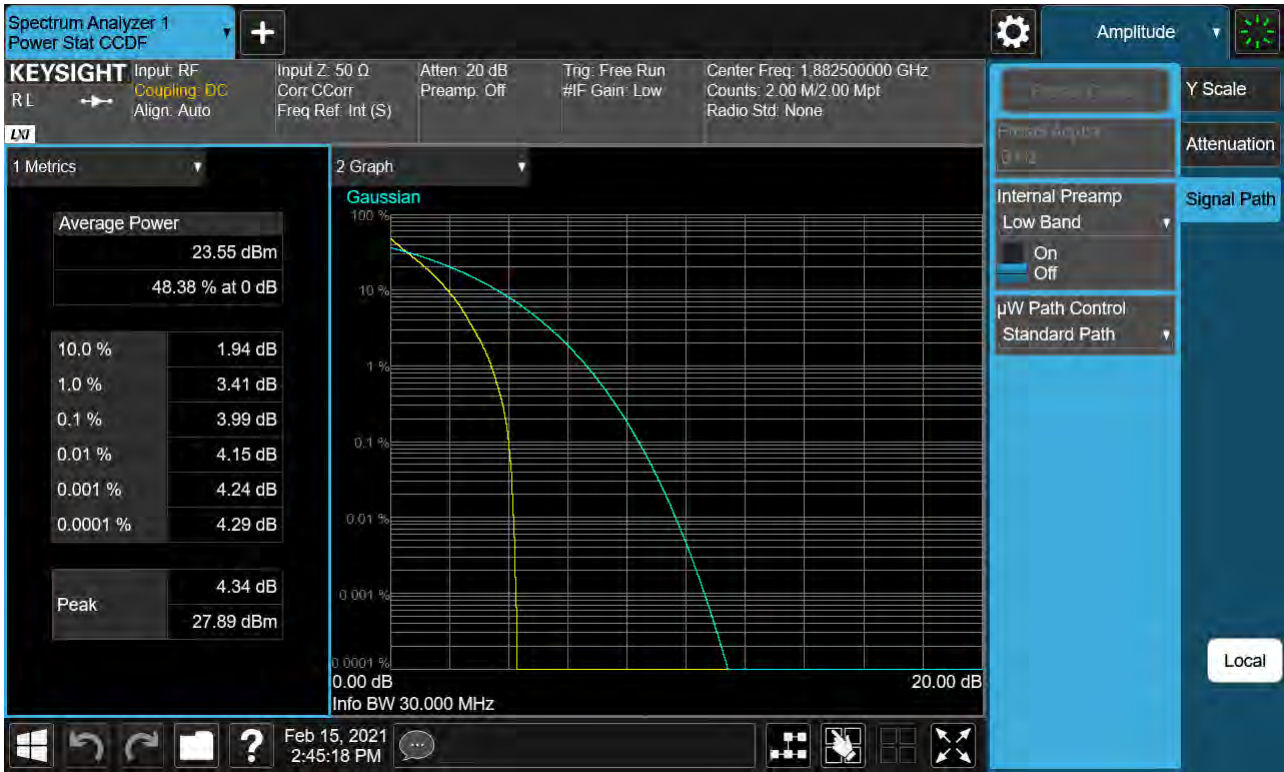 Spectrum Analyzer 1
Power Stat CCDF
+
Amplitude
KEYSIGHT
RL
LXI
Input: RF
Coupling: DC
Align: Auto
Input Z: 50 Ω
Corr CCorr
Freq Ref: Int (S)
Atten: 20 dB
Preamp: Off
Trig: Free Run
#IF Gain: Low
Center Freq: 1.882500000 GHz
Counts: 2.00 M/2.00 Mpt
Radio Std: None
1 Metrics
Average Power
23.55 dBm
48.38 % at 0 dB
10.0 % 1.94 dB
1.0 % 3.41 dB
0.1 % 3.99 dB
0.01 % 4.15 dB
0.001 % 4.24 dB
0.0001 % 4.29 dB
Peak
4.34 dB
27.89 dBm
2 Graph
Gaussian
100 %
10 %
1 %
0.1 %
0.01 %
0.001 %
0.0001 %
0.00 dB 20.00 dB
Info BW 30.000 MHz
Internal Preamp
Low Band
On
Off
µW Path Control
Standard Path
Y Scale
Attenuation
Signal Path
Local
?
Feb 15, 2021
2:45:18 PM